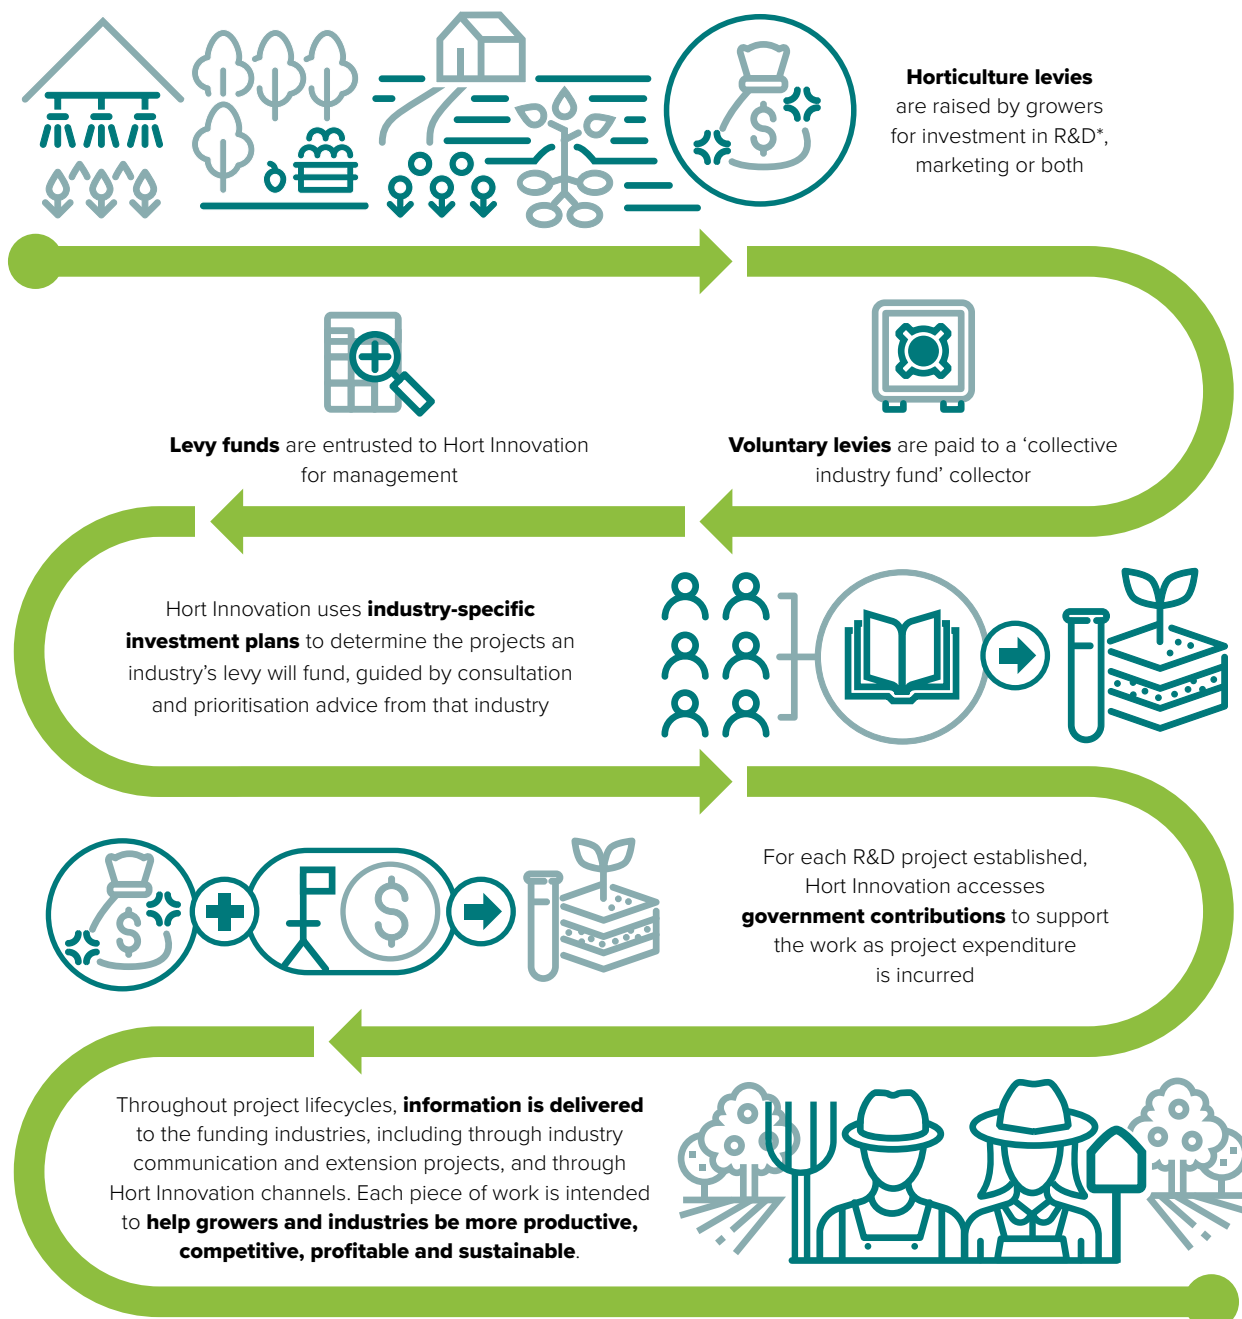 Horticulture levies
are raised by growers
for investment in R&D*,
marketing or both
Levy funds are entrusted to Hort Innovation
for management
Voluntary levies are paid to a ‘collective
industry fund’ collector
Hort Innovation uses industry-specific
investment plans to determine the projects an
industry’s levy will fund, guided by consultation
and prioritisation advice from that industry
For each R&D project established,
Hort Innovation accesses
government contributions to support
the work as project expenditure
is incurred
Throughout project lifecycles, information is delivered
to the funding industries, including through industry
communication and extension projects, and through
Hort Innovation channels. Each piece of work is intended
to help growers and industries be more productive,
competitive, profitable and sustainable.